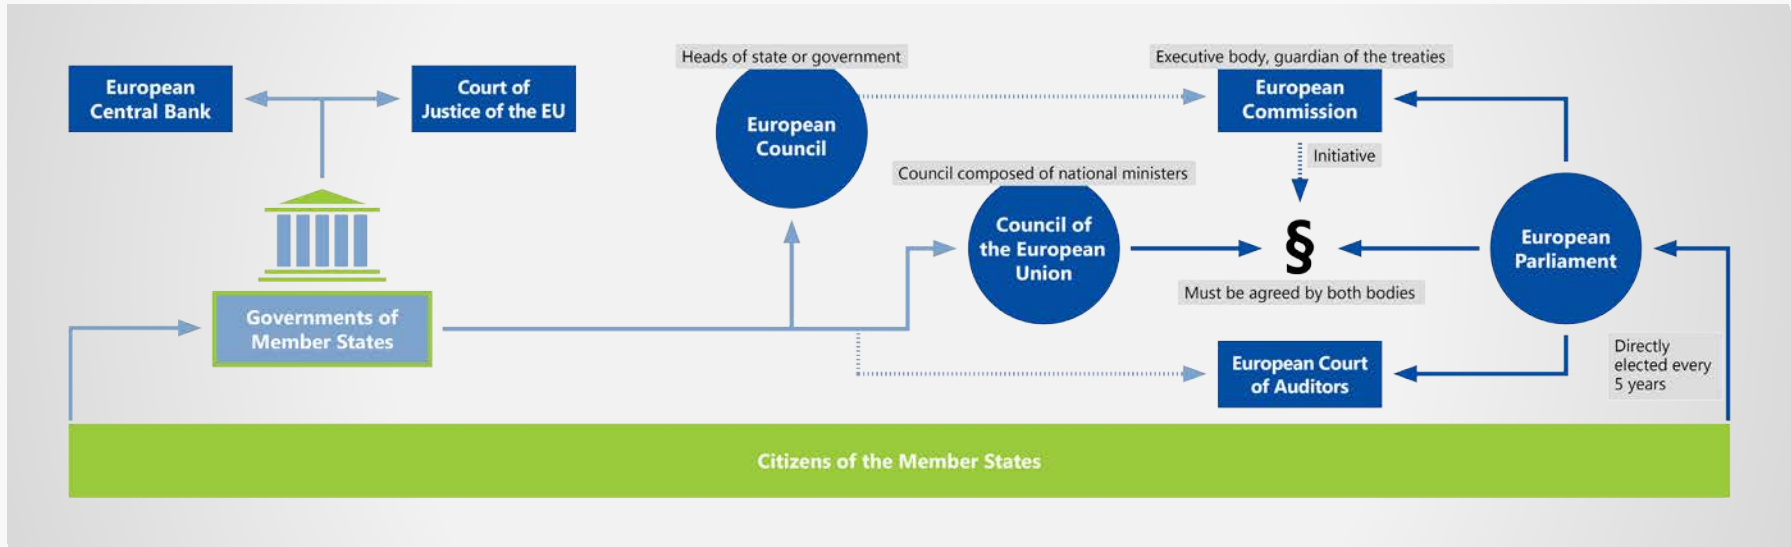 European
Central Bank
Court of
Justice of the EU
Governments of
Member States
Heads of state or government
European
Council
Council composed of national ministers
Council of
the European
Union
Executive body, guardian of the treaties
European
Commission
Initiative
§
Must be agreed by both bodies
European
Parliament
European Court
of Auditors
Directly
elected every
5 years
Citizens of the Member States